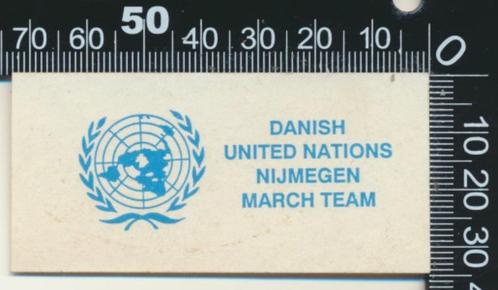 70 60 50 40 30 20 10 0
DANISH
UNITED NATIONS
NIJMEGEN
MARCH TEAM
10
20
30